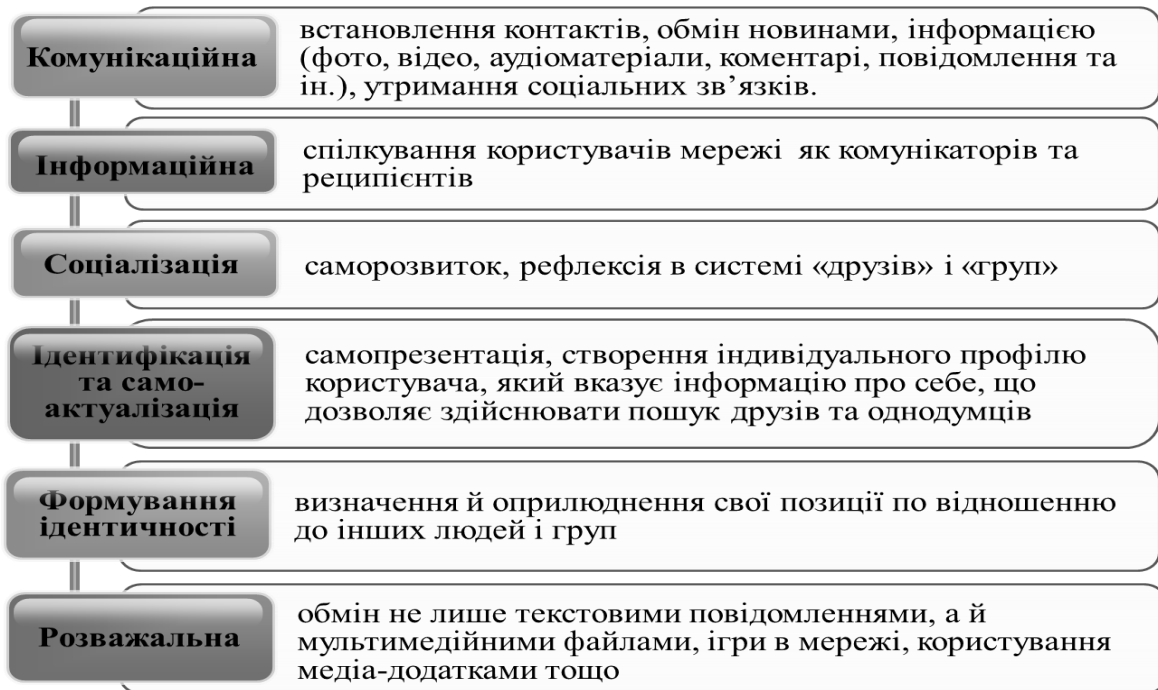 Комунікаційна
встановлення контактів, обмін новинами, інформацією
(фото, відео, аудіоматеріали, коментарі, повідомлення та
ін.), утримання соціальних зв’язків.
Інформаційна
спілкування користувачів мережі як комунікаторів та
реципієнтів
Соціалізація
саморозвиток, рефлексія в системі «друзів» і «груп»
Ідентифікація
та само-
актуалізація
самопрезентація, створення індивідуального профілю
користувача, який вказує інформацію про себе, що
дозволяє здійснювати пошук друзів та однодумців
Формування
ідентичності
визначення й оприлюднення свої позиції по відношенню
до інших людей і груп
Розважальна
обмін не лише текстовими повідомленнями, а й
мультимедійними файлами, ігри в мережі, користування
медіа-додатками тощо